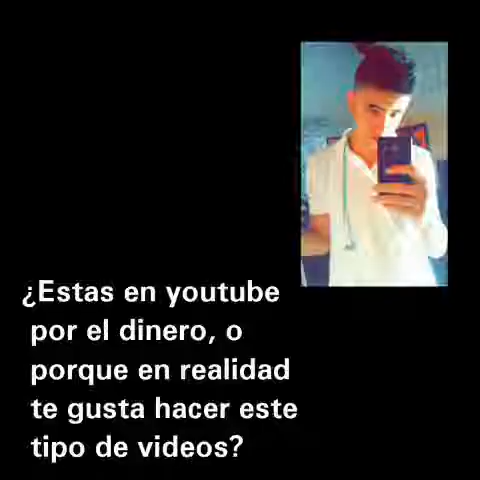 ¿Estas en youtube
por el dinero, o
porque en realidad
te gusta hacer este
tipo de videos?